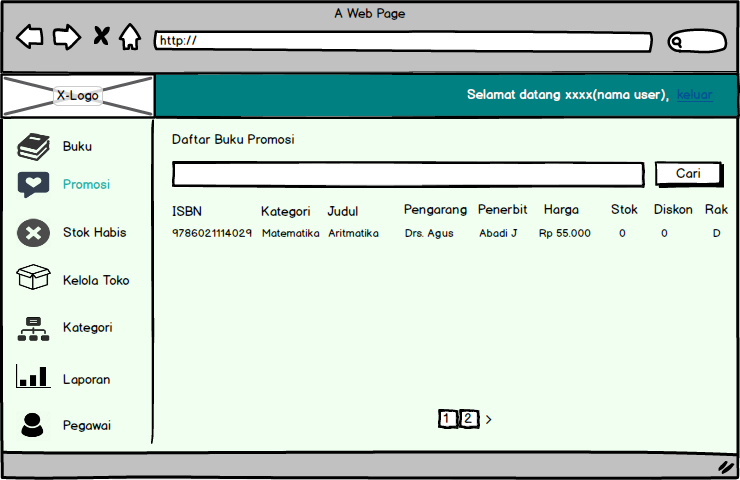 A Web Page
http://
X-Logo
Selamat datang xxxx(nama user), keluar
Buku
Promosi
Stok Habis
Kelola Toko
Kategori
Laporan
Pegawai
Daftar Buku Promosi
Cari
ISBN Kategori Judul Pengarang Penerbit Harga Stok Diskon Rak
9786021114029 Matematika Aritmatika Drs. Agus Abadi J Rp 55.000 0 0 D
1 2 >